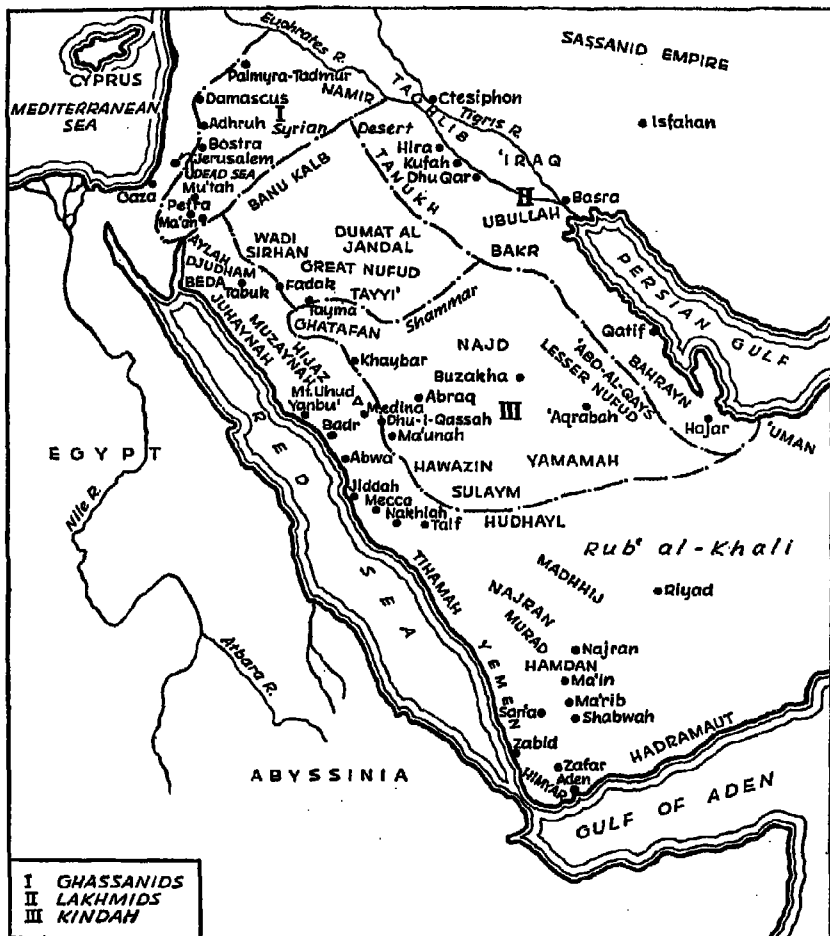 SASSANID EMPIRE
Euphrates R.
CYPRUS
MEDITERRANEAN
SEA
Palmyra-Tadmur
NAMIR
TAGHLIB
Ctesiphon
Tigris R.
Isfahan
Damascus
I
Adhruh
Syrian
Desert
Bostra
Hira
'IRAQ
Jerusalem
Kufah
DEAD SEA
Dhu Qar
Gaza
Mu'tah
BANU KALB
TANUKH
II
Basra
Petra
UBULLAH
Ma'an
WADI
SIRHAN
DUMAT AL
JANDAL
BAKR
AYLAH
DJUDHAM
GREAT NUFUD
BEDA
Tabuk
Fadak
TAYYI'
PERSIAN GULF
Tayma
Shammar
GHATAFAN
JUHAYNAH
MUZAYNAH
HIJAZ
NAJD
Qatif
Khaybar
'ABD-AL-QAYS
BAHRAYN
LESSER NUFUD
Buzakha
Mt. Uhud
Abraq
Yanbu'
Medina
III
'Aqrabah
Dhu-l-Qassah
Hajar
'UMAN
Badr
Ma'unah
EGYPT
RED SEA
Abwa
HAWAZIN
YAMAMAH
Jiddah
SULAYM
Nile R.
Mecca
Nakhlah
Taif
HUDHAYL
Rub' al-Khali
TIHAMAH
MADHHIJ
Riyad
NAJRAN
MURAD
Najran
Atbara R.
YEMEN
HAMDAN
Ma'in
Ma'rib
Shabwah
HADRAMAUT
Zabid
Zafar
ABYSSINIA
HIMYAR
Aden
GULF OF ADEN
I GHASSANIDS
II LAKHMIDS
III KINDAH